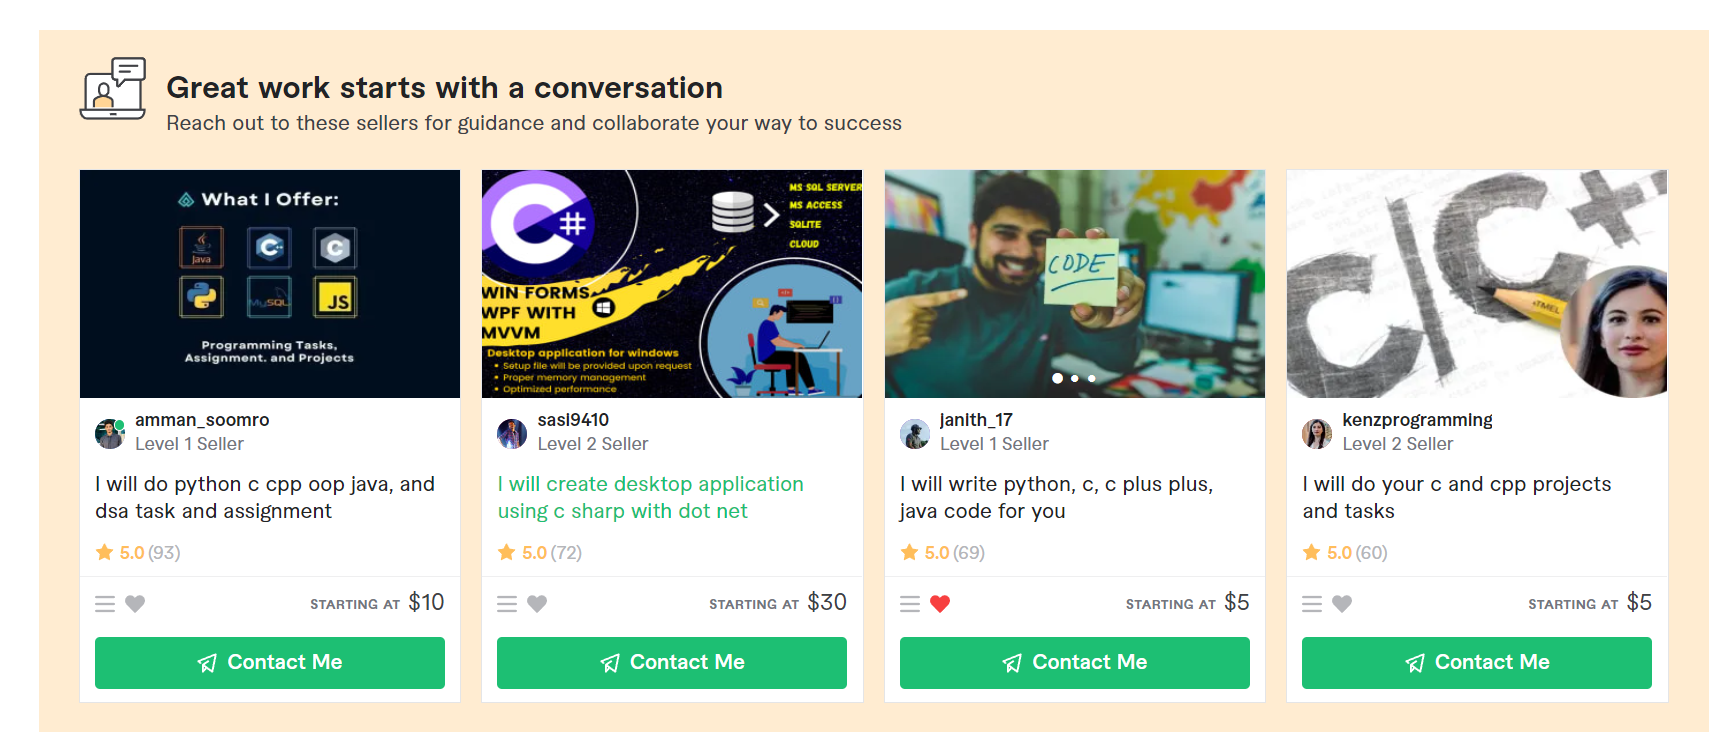 Great work starts with a conversation
Reach out to these sellers for guidance and collaborate your way to success
What I Offer:
Java
C++
C
MySQL
JS
Programming Tasks,
Assignment. and Projects
amman_soomro
Level 1 Seller
I will do python c cpp oop java, and
dsa task and assignment
5.0 (93)
STARTING AT $10
Contact Me
C#
MS SQL SERVER
MS ACCESS
SQLITE
CLOUD
WIN FORMS
WPF WITH
MVVM
Desktop application for windows
• Setup file will be provided upon request
• Proper memory management
• Optimized performance
sasi9410
Level 2 Seller
I will create desktop application
using c sharp with dot net
5.0 (72)
STARTING AT $30
Contact Me
CODE
janith_17
Level 1 Seller
I will write python, c, c plus plus,
java code for you
5.0 (69)
STARTING AT $5
Contact Me
C/C+
kenzprogramming
Level 2 Seller
I will do your c and cpp projects
and tasks
5.0 (60)
STARTING AT $5
Contact Me